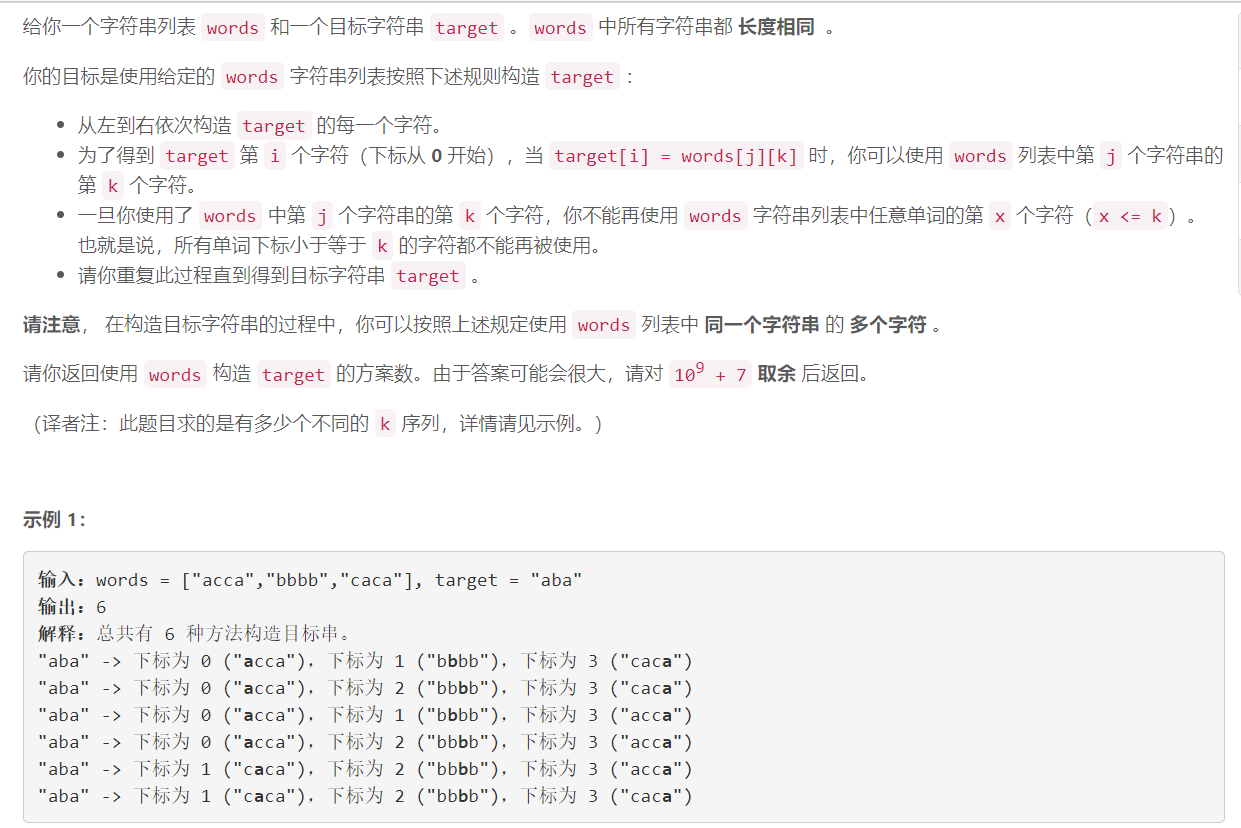 给你一个字符串列表 words 和一个目标字符串 target 。words 中所有字符串都 长度相同 。
你的目标是使用给定的 words 字符串列表按照下述规则构造 target ：
• 从左到右依次构造 target 的每一个字符。
• 为了得到 target 第 i 个字符（下标从 0 开始），当 target[i] = words[j][k] 时，你可以使用 words 列表中第 j 个字符串的
第 k 个字符。
• 一旦你使用了 words 中第 j 个字符串的第 k 个字符，你不能再使用 words 字符串列表中任意单词的第 x 个字符（x <= k）。
也就是说，所有单词下标小于等于 k 的字符都不能再被使用。
• 请你重复此过程直到得到目标字符串 target 。
请注意， 在构造目标字符串的过程中，你可以按照上述规定使用 words 列表中 同一个字符串 的 多个字符 。
请你返回使用 words 构造 target 的方案数。由于答案可能会很大，请对 10⁹ + 7 取余 后返回。
（译者注：此题目求的是有多少个不同的 k 序列，详情请见示例。）
示例 1：
输入：words = ["acca","bbbb","caca"], target = "aba"
输出：6
解释：总共有 6 种方法构造目标串。
"aba" -> 下标为 0 ("acca")，下标为 1 ("bbbb")，下标为 3 ("caca")
"aba" -> 下标为 0 ("acca")，下标为 2 ("bbbb")，下标为 3 ("caca")
"aba" -> 下标为 0 ("acca")，下标为 1 ("bbbb")，下标为 3 ("acca")
"aba" -> 下标为 0 ("acca")，下标为 2 ("bbbb")，下标为 3 ("acca")
"aba" -> 下标为 1 ("caca")，下标为 2 ("bbbb")，下标为 3 ("acca")
"aba" -> 下标为 1 ("caca")，下标为 2 ("bbbb")，下标为 3 ("caca")